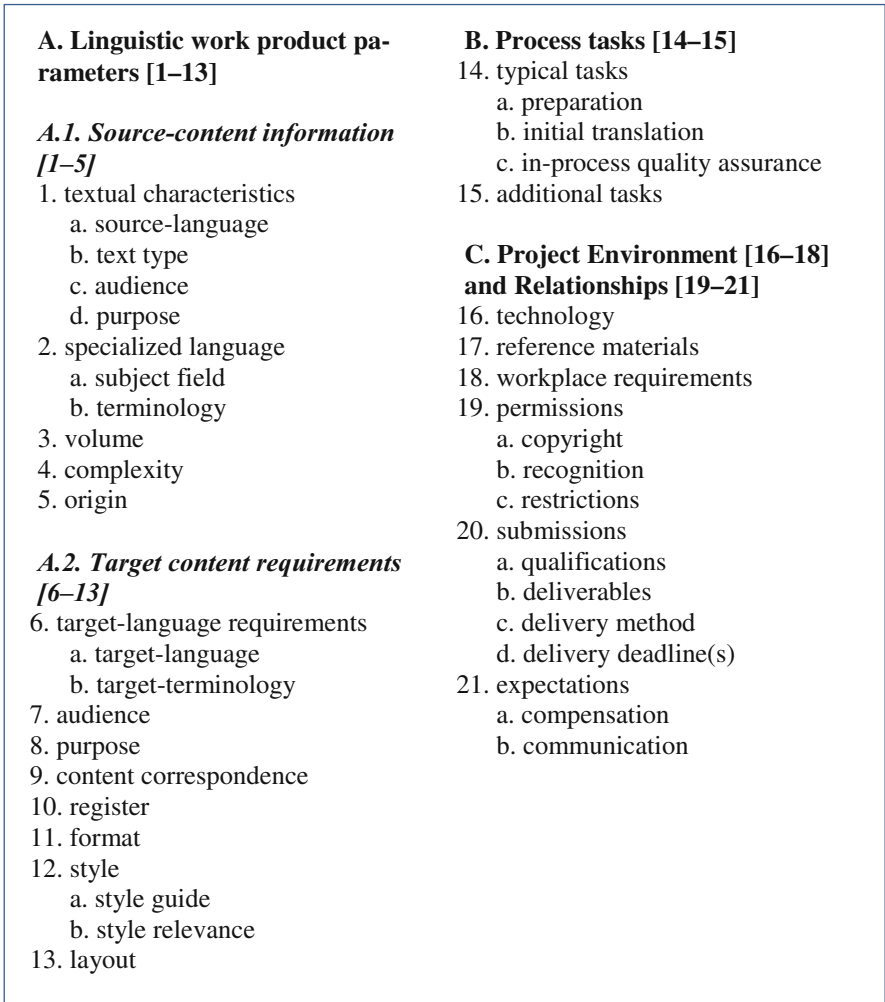 A. Linguistic work product pa-
rameters [1–13]
A.1. Source-content information
[1–5]
1. textual characteristics
a. source-language
b. text type
c. audience
d. purpose
2. specialized language
a. subject field
b. terminology
3. volume
4. complexity
5. origin
A.2. Target content requirements
[6–13]
6. target-language requirements
a. target-language
b. target-terminology
7. audience
8. purpose
9. content correspondence
10. register
11. format
12. style
a. style guide
b. style relevance
13. layout
B. Process tasks [14–15]
14. typical tasks
a. preparation
b. initial translation
c. in-process quality assurance
15. additional tasks
C. Project Environment [16–18]
and Relationships [19–21]
16. technology
17. reference materials
18. workplace requirements
19. permissions
a. copyright
b. recognition
c. restrictions
20. submissions
a. qualifications
b. deliverables
c. delivery method
d. delivery deadline(s)
21. expectations
a. compensation
b. communication